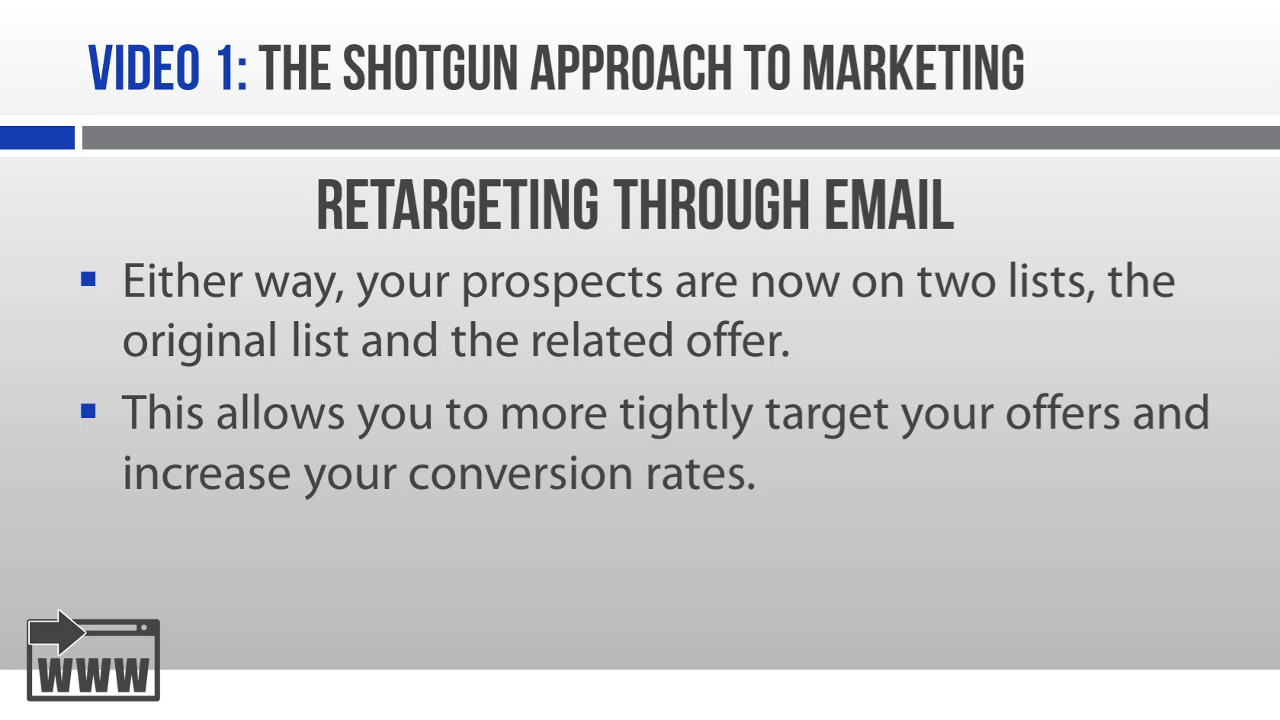 VIDEO 1: THE SHOTGUN APPROACH TO MARKETING
RETARGETING THROUGH EMAIL
Either way, your prospects are now on two lists, the
original list and the related offer.
This allows you to more tightly target your offers and
increase your conversion rates.
WWW